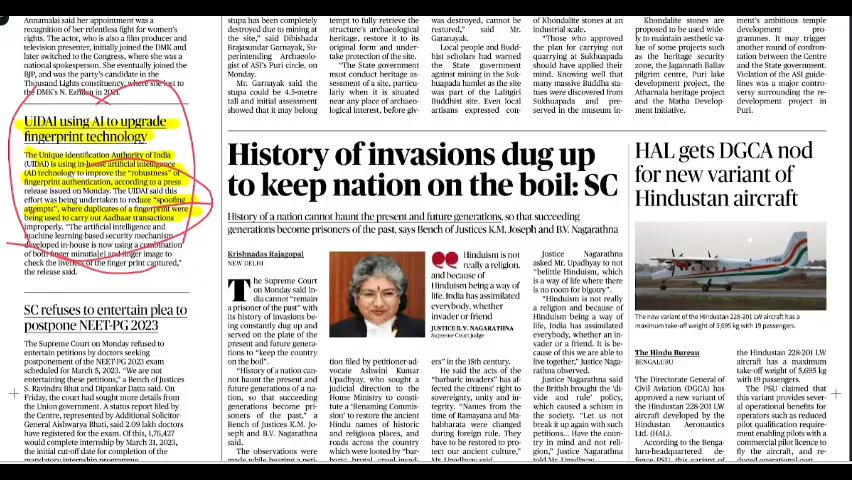 Annamalai said her appointment was a
recognition of her relentless fight for women's
rights. The actor, who is also a film producer and
television presenter, initially joined the DMK and
later switched to the Congress, where she was a
national spokesperson. She eventually joined the
BJP, and was the party's candidate in the
Thousand Lights constituency, where she lost to
the DMK's N. Ezhilan in 2021.
UIDAI using AI to upgrade
fingerprint technology
The Unique Identification Authority of India
(UIDAI) is using in-house artificial intelligence
(AI) technology to improve the "robustness" of
fingerprint authentication, according to a press
release issued on Monday. The UIDAI said this
effort was being undertaken to reduce "spoofing
attempts", where duplicates of a fingerprint were
being used to carry out Aadhaar transactions
improperly. "The artificial intelligence and
machine learning-based security mechanism
developed in-house is now using a combination
of both finger minutia[e] and finger image to
check the liveness of the finger print captured,"
the release said.
SC refuses to entertain plea to
postpone NEET-PG 2023
The Supreme Court on Monday refused to
entertain petitions by doctors seeking
postponement of the NEET-PG 2023 exam
scheduled for March 5, 2023. "We are not
entertaining these petitions," a Bench of Justices
S. Ravindra Bhat and Dipankar Datta said. On
Friday, the court had sought more details from
the Union government. A status report filed by
the Centre, represented by Additional Solicitor-
General Aishwarya Bhati, said 2.09 lakh doctors
have registered for the exam. Of this, 1,75,427
would complete internship by March 31, 2023,
the initial cut-off date for completion of the
mandatory internship programme.
stupa has been completely
destroyed due to mining at
the site," said Dibishada
Brajasundar Garnayak, Su-
perintending Archaeolo-
gist of ASI's Puri circle, on
Monday.
Mr. Garnayak said the
stupa could be 4.5-metre
tall and initial assessment
showed that it may belong
tempt to fully retrieve the
structure's archaeological
heritage, restore it to its
original form and under-
take protection of the site.
"The State government
must conduct heritage as-
sessment of a site, particu-
larly when it is situated
near any place of archaeo-
logical interest, before giv-
was destroyed, cannot be
restored," said Mr.
Garanayak.
Local people and Buddh-
ist scholars had warned
the State government
against mining in the Suk-
huapada hamlet as the site
was part of the Lalitgiri
Buddhist site. Even local
artisans expressed con-
of Khondalite stones at an
industrial scale.
"Those who approved
the plan for carrying out
quarrying at Sukhuapada
should have applied their
mind. Knowing well that
many massive Buddha sta-
tues were discovered from
Sukhuapada and pre-
served in the museum in-
Khondalite stones are
proposed to be used wide-
ly to maintain aesthetic va-
lue of some projects such
as the heritage security
zone, the Jagannath Ballav
pilgrim centre, Puri lake
development project, the
Atharnala heritage project
and the Matha Develop-
ment Initiative.
ment's ambitious temple
development pro-
grammes. It may trigger
another round of confron-
tation between the Centre
and the State government.
Violation of the ASI guide-
lines was a major contro-
versy surrounding the re-
development project in
Puri.
History of invasions dug up
to keep nation on the boil: SC
History of a nation cannot haunt the present and future generations, so that succeeding
generations become prisoners of the past, says Bench of Justices K.M. Joseph and B.V. Nagarathna
Krishnadas Rajagopal
NEW DELHI
The Supreme Court
on Monday said In-
dia cannot "remain
a prisoner of the past" with
its history of invasions be-
ing constantly dug up and
served on the plate of the
present and future genera-
tions to "keep the country
on the boil".
"History of a nation can-
not haunt the present and
future generations of a na-
tion, so that succeeding
generations become pri-
soners of the past," a
Bench of Justices K.M. Jo-
seph and B.V. Nagarathna
said.
The observations were
made while hearing a peti-
tion filed by petitioner-ad-
vocate Ashwini Kumar
Upadhyay, who sought a
judicial direction to the
Home Ministry to consti-
tute a 'Renaming Commis-
sion' to restore the ancient
Hindu names of historic
and religious places, and
roads across the country
which were looted by "bar-
baric brutal cruel invad-
Hinduism is not
really a religion,
and because of
Hinduism being a way of
life, India has assimilated
everybody, whether
invader or friend
JUSTICE B.V. NAGARATHNA
Supreme Court judge
ers" in the 15th century.
He said the acts of the
"barbaric invaders" has af-
fected the citizens' right to
sovereignty, unity and in-
tegrity. "Names from the
time of Ramayana and Ma-
habharata were changed
during foreign rule. They
have to be restored to pro-
tect our ancient culture,"
Mr. Upadhyay said
Justice Nagarathna
asked Mr. Upadhyay to not
"belittle Hinduism, which
is a way of life where there
is no room for bigotry".
"Hinduism is not really
a religion and because of
Hinduism being a way of
life, India has assimilated
everybody, whether an in-
vader or a friend. It is be-
cause of this we are able to
live together," Justice Naga-
rathna observed.
Justice Nagarathna said
the British brought the 'di-
vide and rule' policy,
which caused a schism in
the society. "Let us not
break it up again with such
petitions... Have the coun-
try in mind and not reli-
gion," Justice Nagarathna
told Mr. Upadhyay.
HAL gets DGCA nod
for new variant of
Hindustan aircraft
The new variant of the Hindustan 228-201 LW aircraft has a
maximum take-off weight of 5,695 kg with 19 passengers.
The Hindu Bureau
BENGALURU
The Directorate General of
Civil Aviation (DGCA) has
approved a new variant of
the Hindustan 228-201 LW
aircraft developed by the
Hindustan Aeronautics
Ltd. (HAL).
According to the Benga-
luru-headquartered de-
fence PSU, this variant of
the Hindustan 228-201 LW
aircraft has a maximum
take-off weight of 5,695 kg
with 19 passengers.
The PSU claimed that
this variant provides sever-
al operational benefits for
operators such as reduced
pilot qualification require-
ment enabling pilots with a
commercial pilot licence to
fly the aircraft, and re-
duced operational cost.